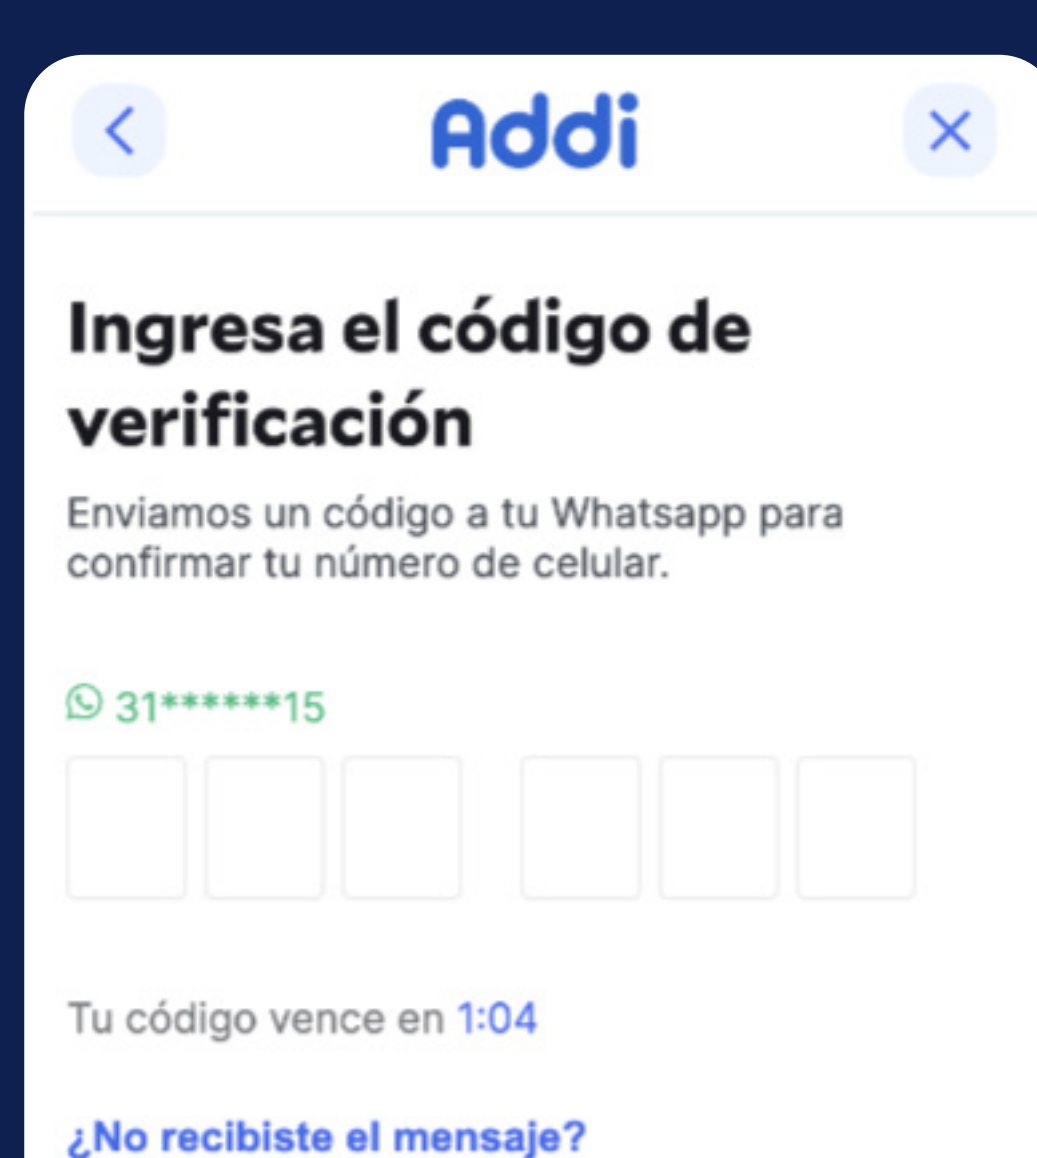 Addi
Ingresa el código de
verificación
Enviamos un código a tu Whatsapp para
confirmar tu número de celular.
31******15
Tu código vence en 1:04
¿No recibiste el mensaje?